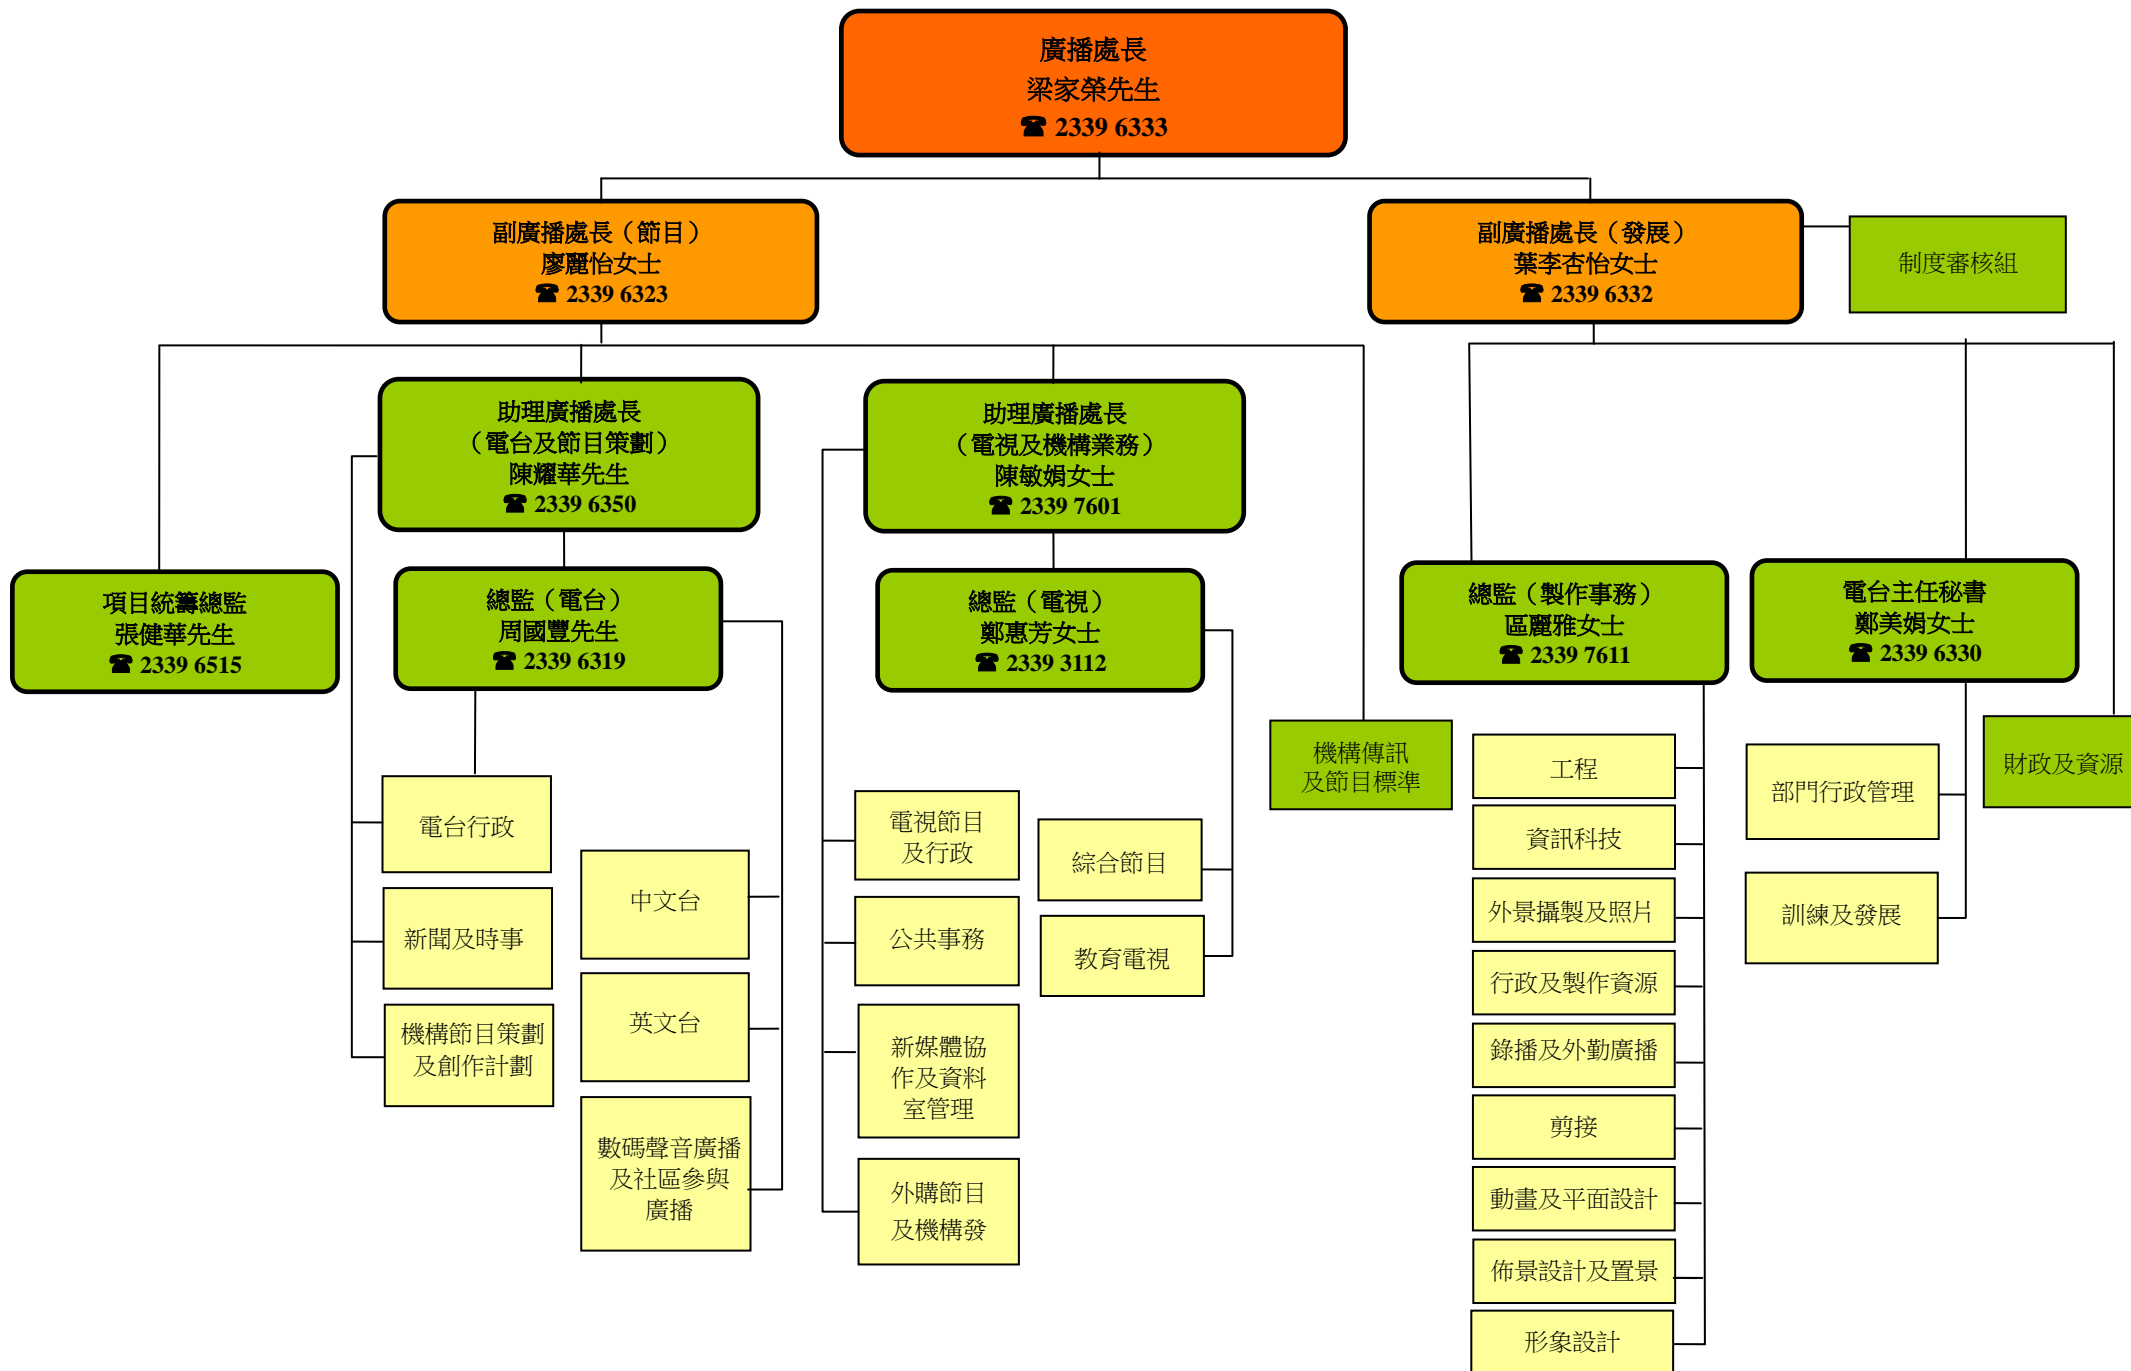 廣播處長
梁家榮先生
☎ 2339 6333
副廣播處長（節目）
廖麗怡女士
☎ 2339 6323
副廣播處長（發展）
葉李杏怡女士
☎ 2339 6332
制度審核組
助理廣播處長
（電台及節目策劃）
陳耀華先生
☎ 2339 6350
助理廣播處長
（電視及機構業務）
陳敏娟女士
☎ 2339 7601
項目統籌總監
張健華先生
☎ 2339 6515
總監（電台）
周國豐先生
☎ 2339 6319
總監（電視）
鄭惠芳女士
☎ 2339 3112
總監（製作事務）
區麗雅女士
☎ 2339 7611
電台主任秘書
鄭美娟女士
☎ 2339 6330
機構傳訊
及節目標準
財政及資源
電台行政
新聞及時事
機構節目策劃
及創作計劃
中文台
英文台
數碼聲音廣播
及社區參與
廣播
電視節目
及行政
公共事務
新媒體協
作及資料
室管理
外購節目
及機構發
綜合節目
教育電視
工程
資訊科技
外景攝製及照片
行政及製作資源
錄播及外勤廣播
剪接
動畫及平面設計
佈景設計及置景
形象設計
部門行政管理
訓練及發展